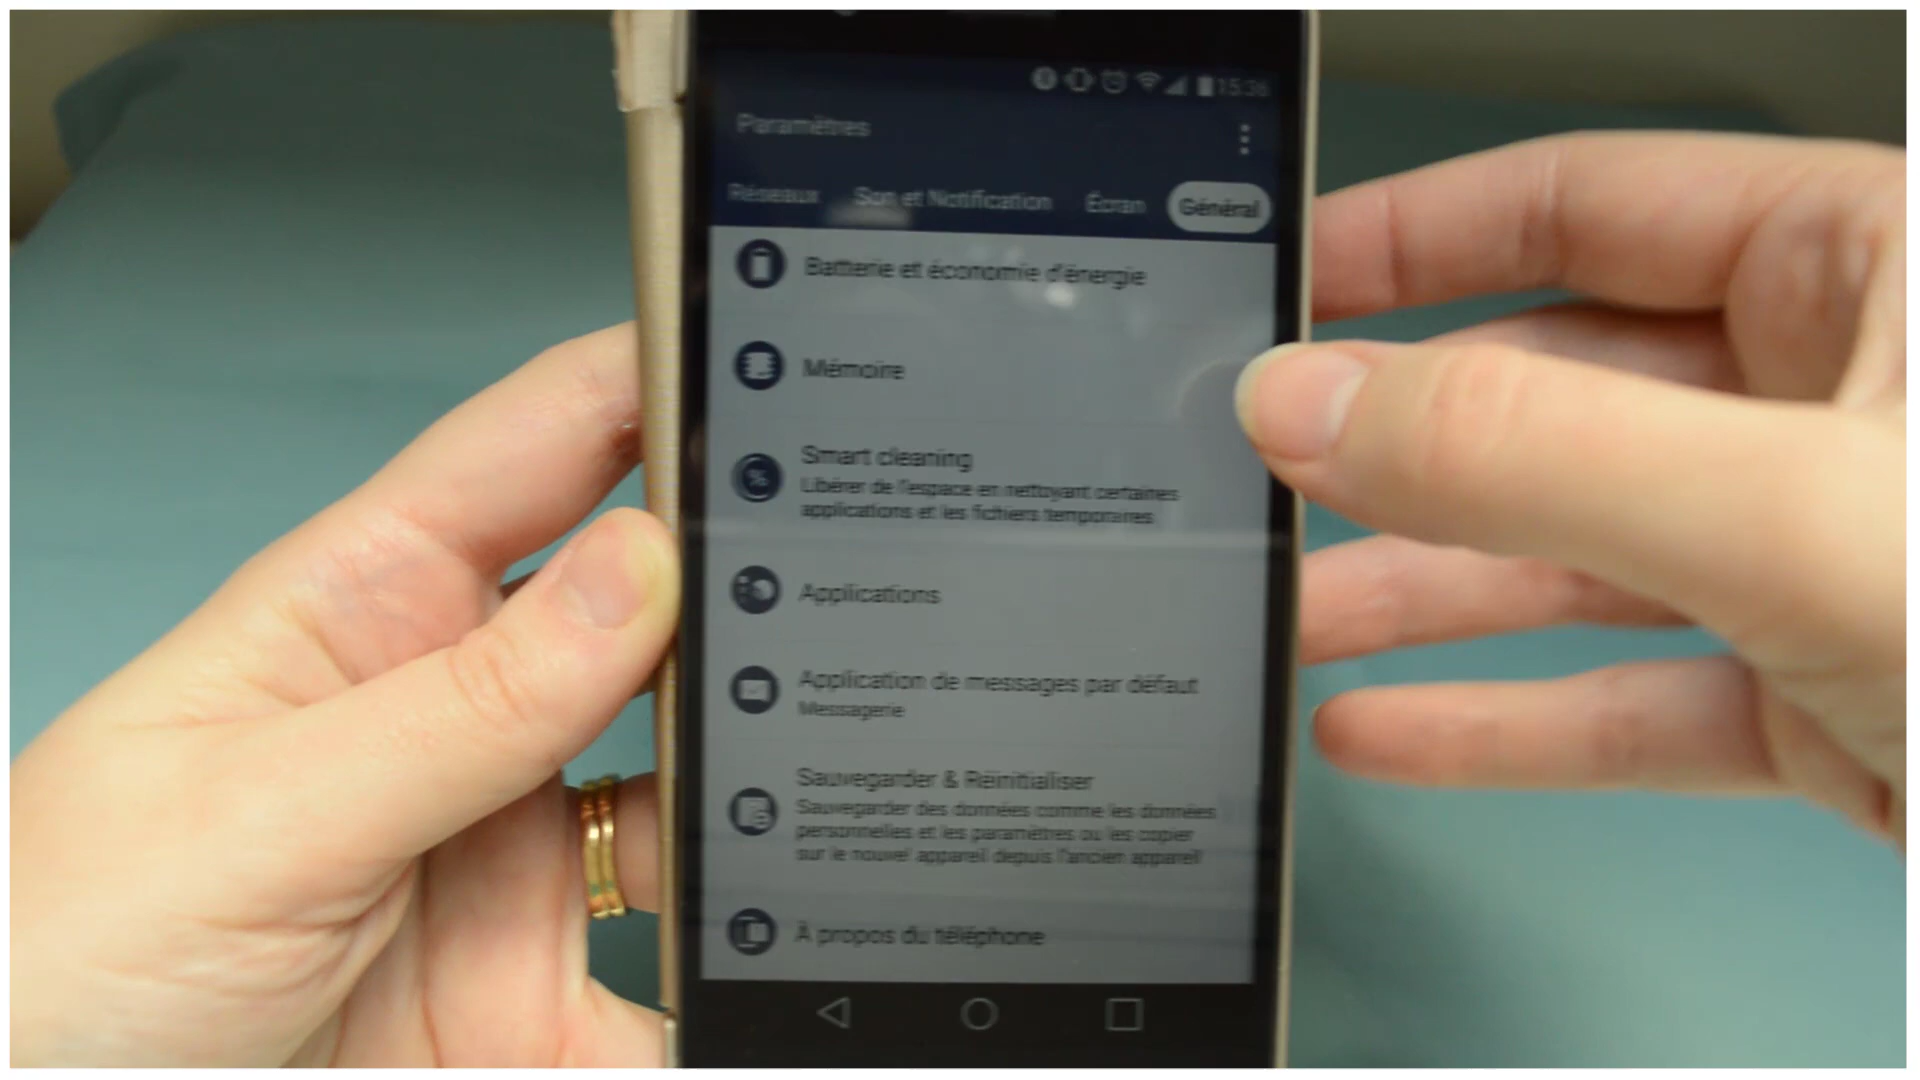 15:36
Paramètres
Réseaux Son et Notification Écran Général
Batterie et économie d'énergie
Mémoire
Smart cleaning
Libérer de l'espace en nettoyant certaines
applications et les fichiers temporaires
Applications
Application de messages par défaut
Messagerie
Sauvegarder & Réinitialiser
Sauvegarder des données comme les données
personnelles et les paramètres ou les copier
sur le nouvel appareil depuis l'ancien appareil
À propos du téléphone